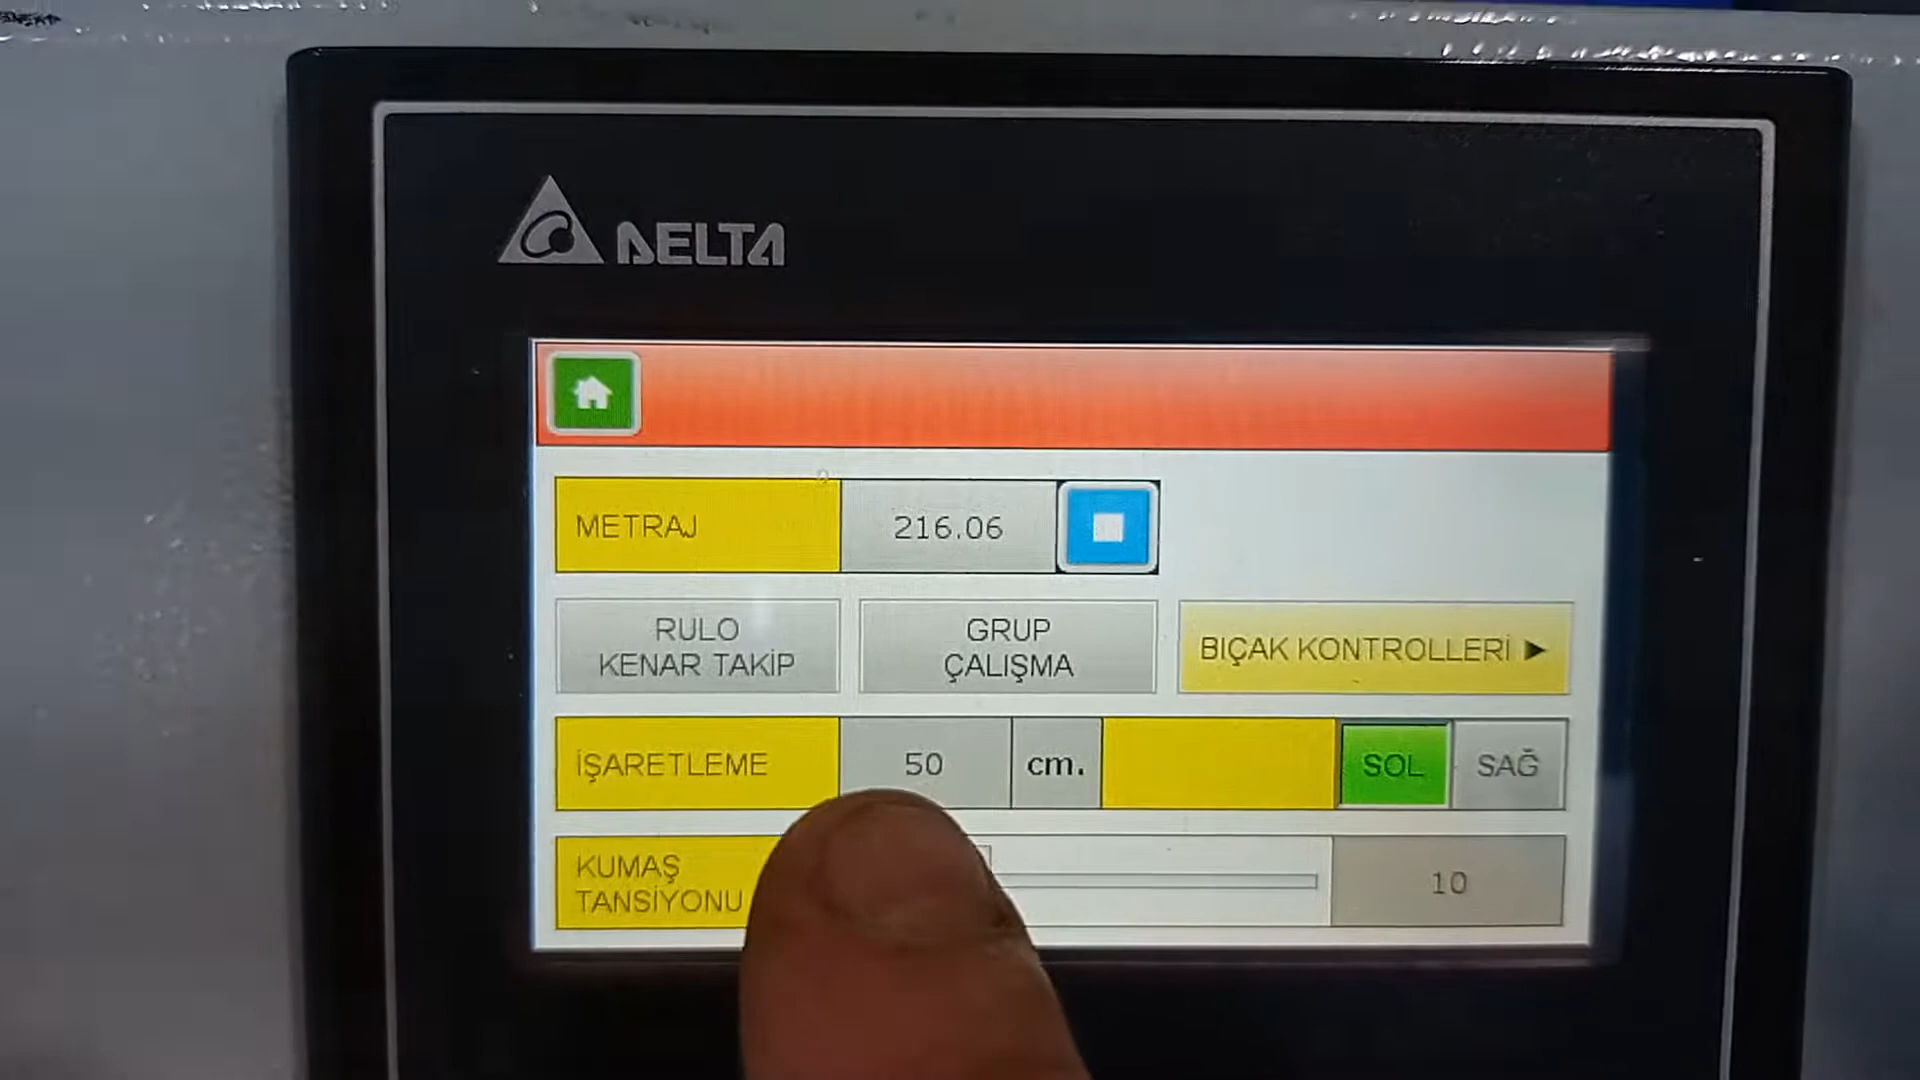 DELTA
METRAJ
216.06
RULO
KENAR TAKİP
GRUP
ÇALIŞMA
BIÇAK KONTROLLERİ ▶
İŞARETLEME
50
cm.
SOL
SAĞ
KUMAŞ
TANSİYONU
10